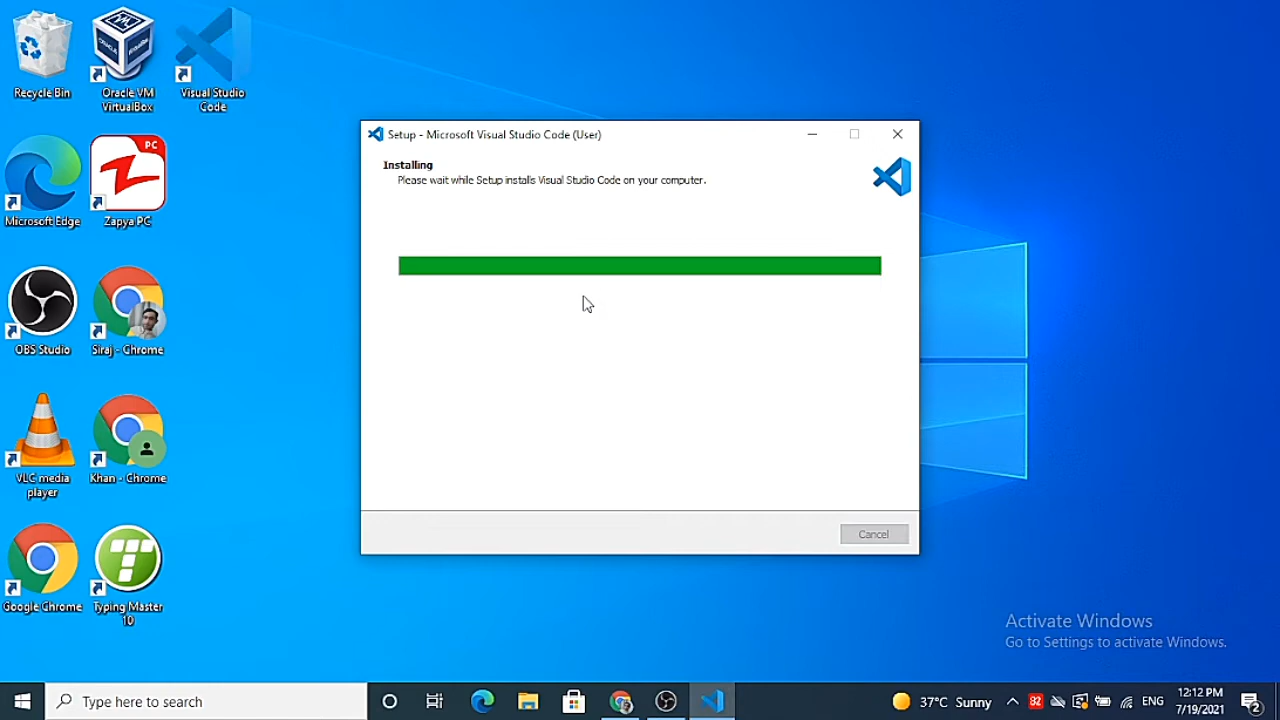 Recycle Bin
Oracle VM
VirtualBox
Visual Studio
Code
Microsoft Edge
PC
Zapya PC
OBS Studio
Siraj - Chrome
VLC media
player
Khan - Chrome
Google Chrome
Typing Master
10
Setup - Microsoft Visual Studio Code (User)
Installing
Please wait while Setup installs Visual Studio Code on your computer.
Cancel
Activate Windows
Go to Settings to activate Windows.
Type here to search
37°C Sunny
92
ENG
12:12 PM
7/19/2021
2